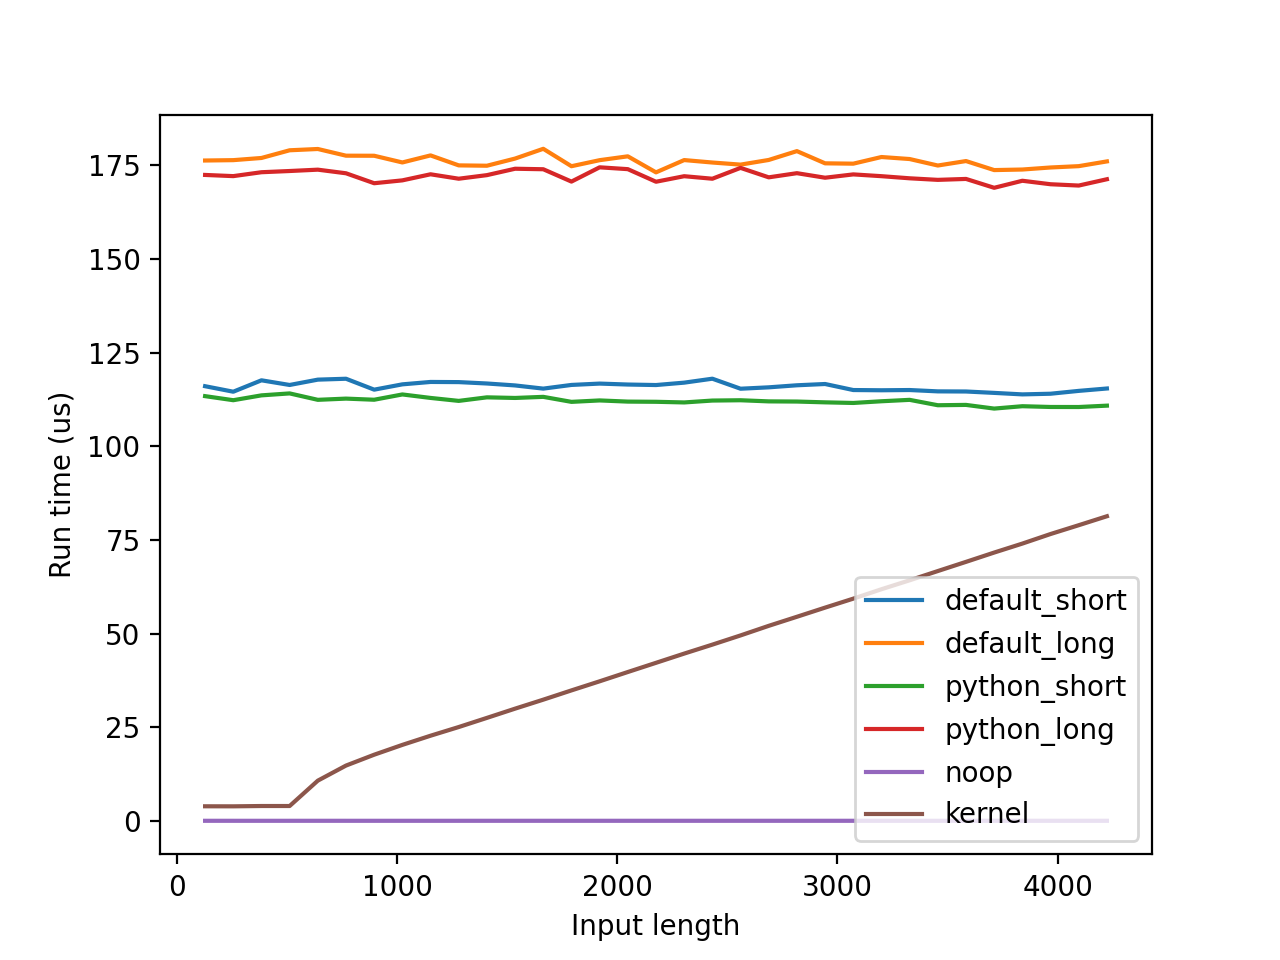 175
150
125
100
75
50
25
0
Run time (us)
default_short
default_long
python_short
python_long
noop
kernel
0 1000 2000 3000 4000
Input length